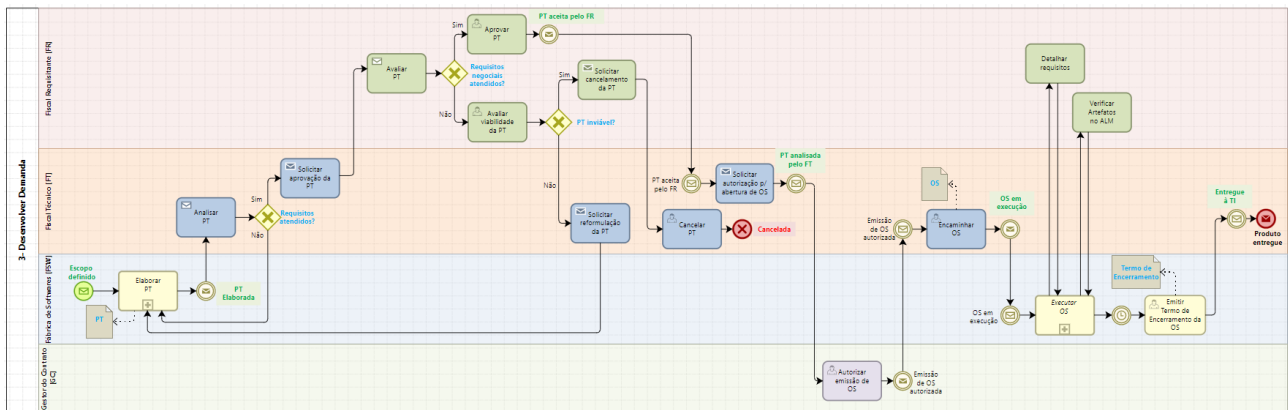 3- Desenvolver Demanda
Fiscal Requisitante [FR]
Sim
Aprovar
PT
PT aceita pelo FR
Avaliar
PT
Requisitos
negociais
atendidos?
Não
Avaliar
viabilidade
da PT
PT inviável?
Sim
Solicitar
cancelamento
da PT
Não
Detalhar
requisitos
Verificar
Artefatos
no ALM
Fiscal Técnico [FT]
Analisar
PT
Sim
Requisitos
atendidos?
Não
Solicitar
aprovação da
PT
Solicitar
reformulação da
PT
PT aceita
pelo FR
Solicitar
autorização p/
abertura de OS
PT analisada
pelo FT
Cancelar
PT
Cancelada
Emissão
de OS
autorizada
OS
Encaminhar
OS
OS em
execução
Entregue
à TI
Produto
entregue
Fábrica de Softwares [FSW]
Escopo
definido
Elaborar
PT
PT
PT
Elaborada
OS em
execução
Executar
OS
Termo de
Encerramento
Emitir
Termo de
Encerramento da
OS
Gestor do Contrato
[GC]
Autorizar
emissão de
OS
Emissão
de OS
autorizada